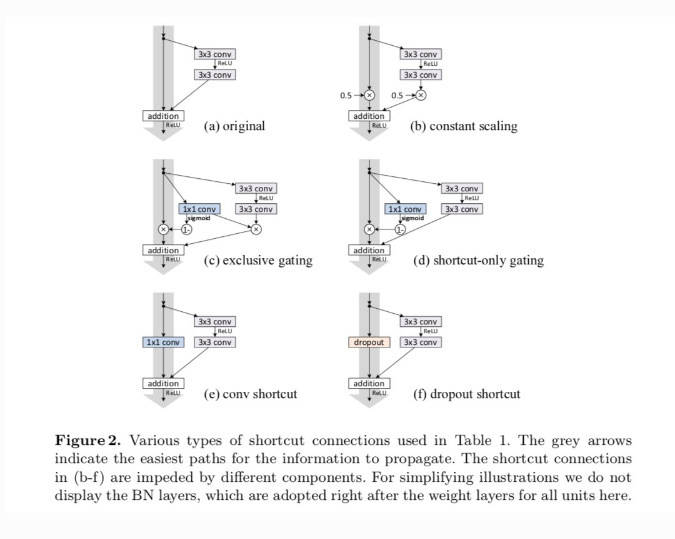 3x3 conv
ReLU
3x3 conv
addition
ReLU
(a) original
3x3 conv
ReLU
3x3 conv
0.5
0.5
addition
ReLU
(b) constant scaling
3x3 conv
ReLU
1x1 conv
3x3 conv
sigmoid
1-
addition
ReLU
(c) exclusive gating
3x3 conv
ReLU
1x1 conv
3x3 conv
sigmoid
1-
addition
ReLU
(d) shortcut-only gating
3x3 conv
ReLU
1x1 conv
3x3 conv
addition
ReLU
(e) conv shortcut
3x3 conv
ReLU
dropout
3x3 conv
addition
ReLU
(f) dropout shortcut
Figure 2. Various types of shortcut connections used in Table 1. The grey arrows
indicate the easiest paths for the information to propagate. The shortcut connections
in (b-f) are impeded by different components. For simplifying illustrations we do not
display the BN layers, which are adopted right after the weight layers for all units here.